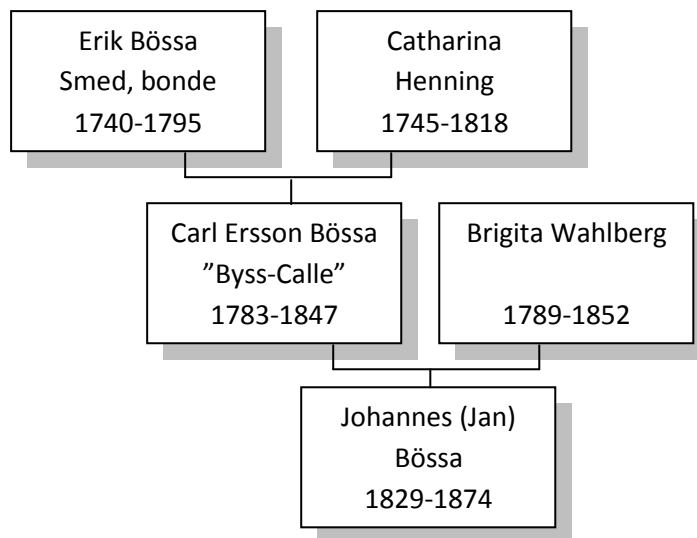 Erik Bössa
Smed, bonde
1740-1795
Catharina
Henning
1745-1818
Carl Ersson Bössa
”Byss-Calle”
1783-1847
Brigita Wahlberg
1789-1852
Johannes (Jan)
Bössa
1829-1874